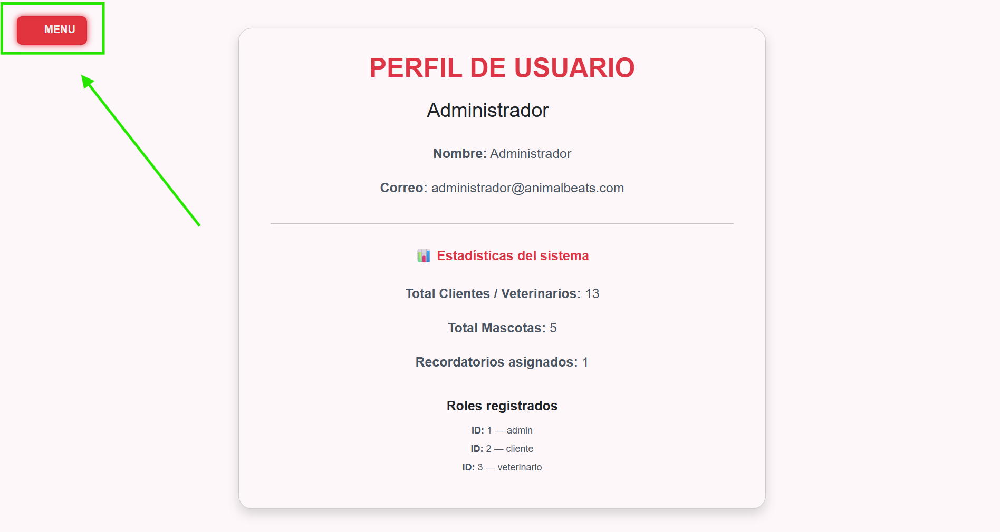 MENU
PERFIL DE USUARIO
Administrador
Nombre: Administrador
Correo: administrador@animalbeats.com
Estadísticas del sistema
Total Clientes / Veterinarios: 13
Total Mascotas: 5
Recordatorios asignados: 1
Roles registrados
ID: 1 — admin
ID: 2 — cliente
ID: 3 — veterinario